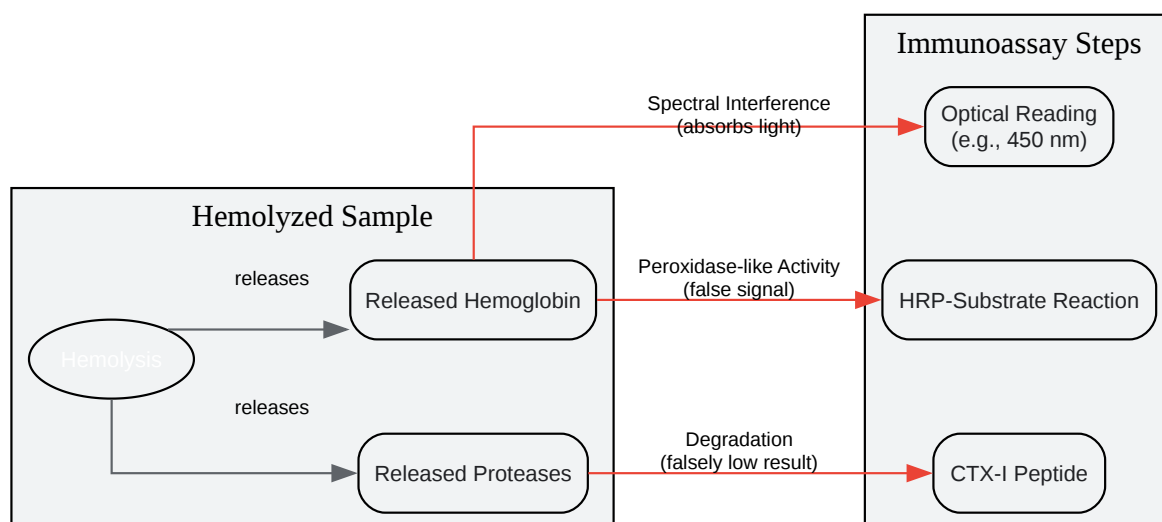 Immunoassay Steps
Spectral Interference
(absorbs light)
Optical Reading
(e.g., 450 nm)
Hemolyzed Sample
releases
Released Hemoglobin
Peroxidase-like Activity
(false signal)
HRP-Substrate Reaction
Hemolysis
releases
Released Proteases
Degradation
(falsely low result)
CTX-I Peptide